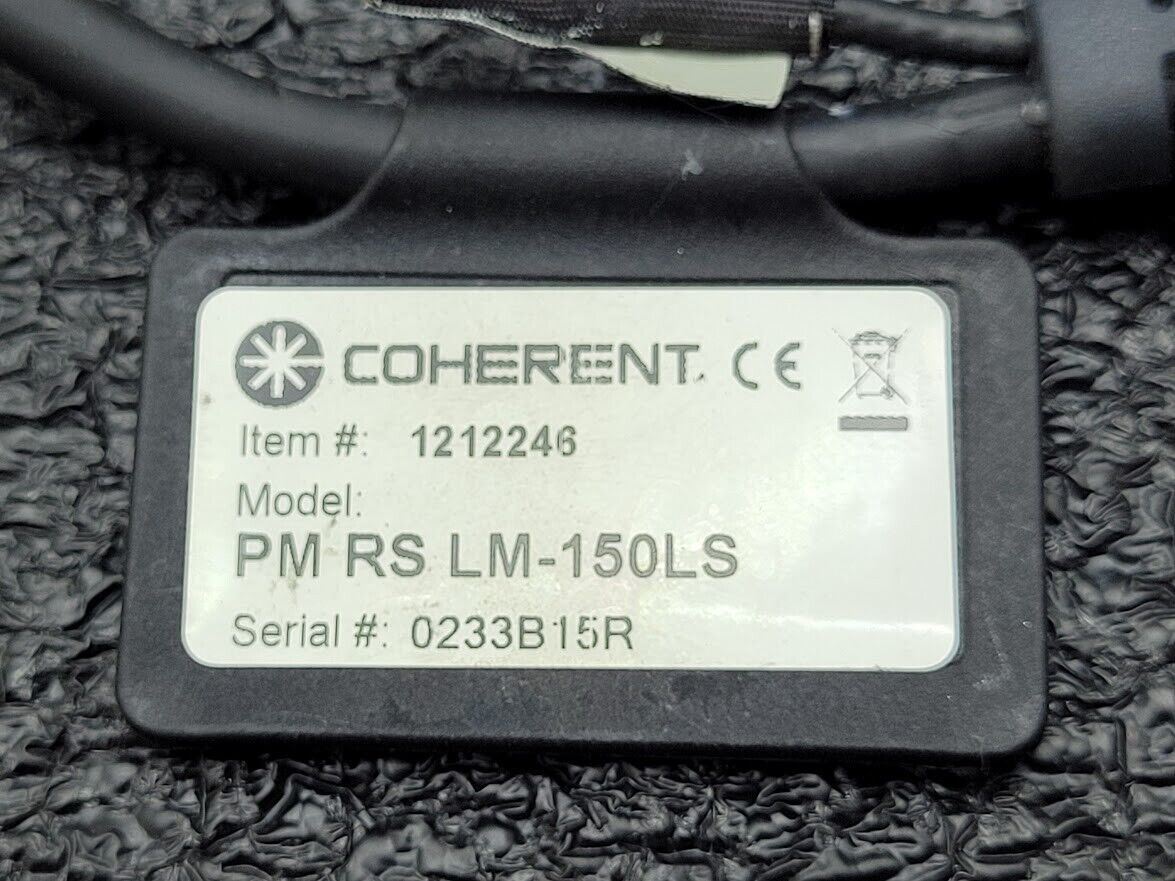 COHERENT. CE
Item #: 1212246
Model:
PM RS LM-150LS
Serial #: 0233B15R